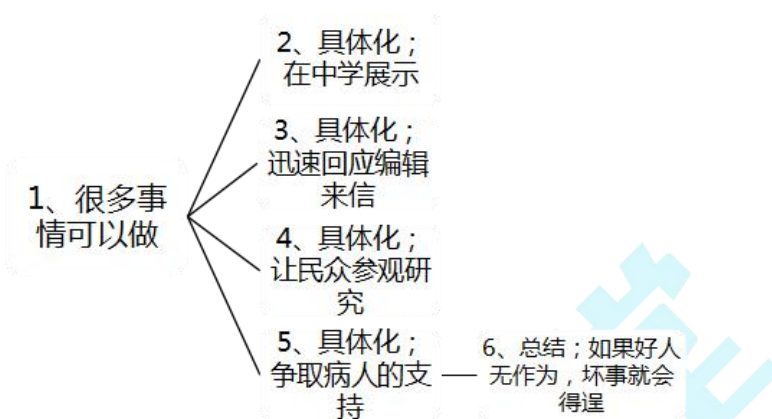 1、很多事
情可以做
2、具体化；
在中学展示
3、具体化；
迅速回应编辑
来信
4、具体化；
让民众参观研
究
5、具体化；
争取病人的支
持
6、总结；如果好人
无作为，坏事就会
得逞